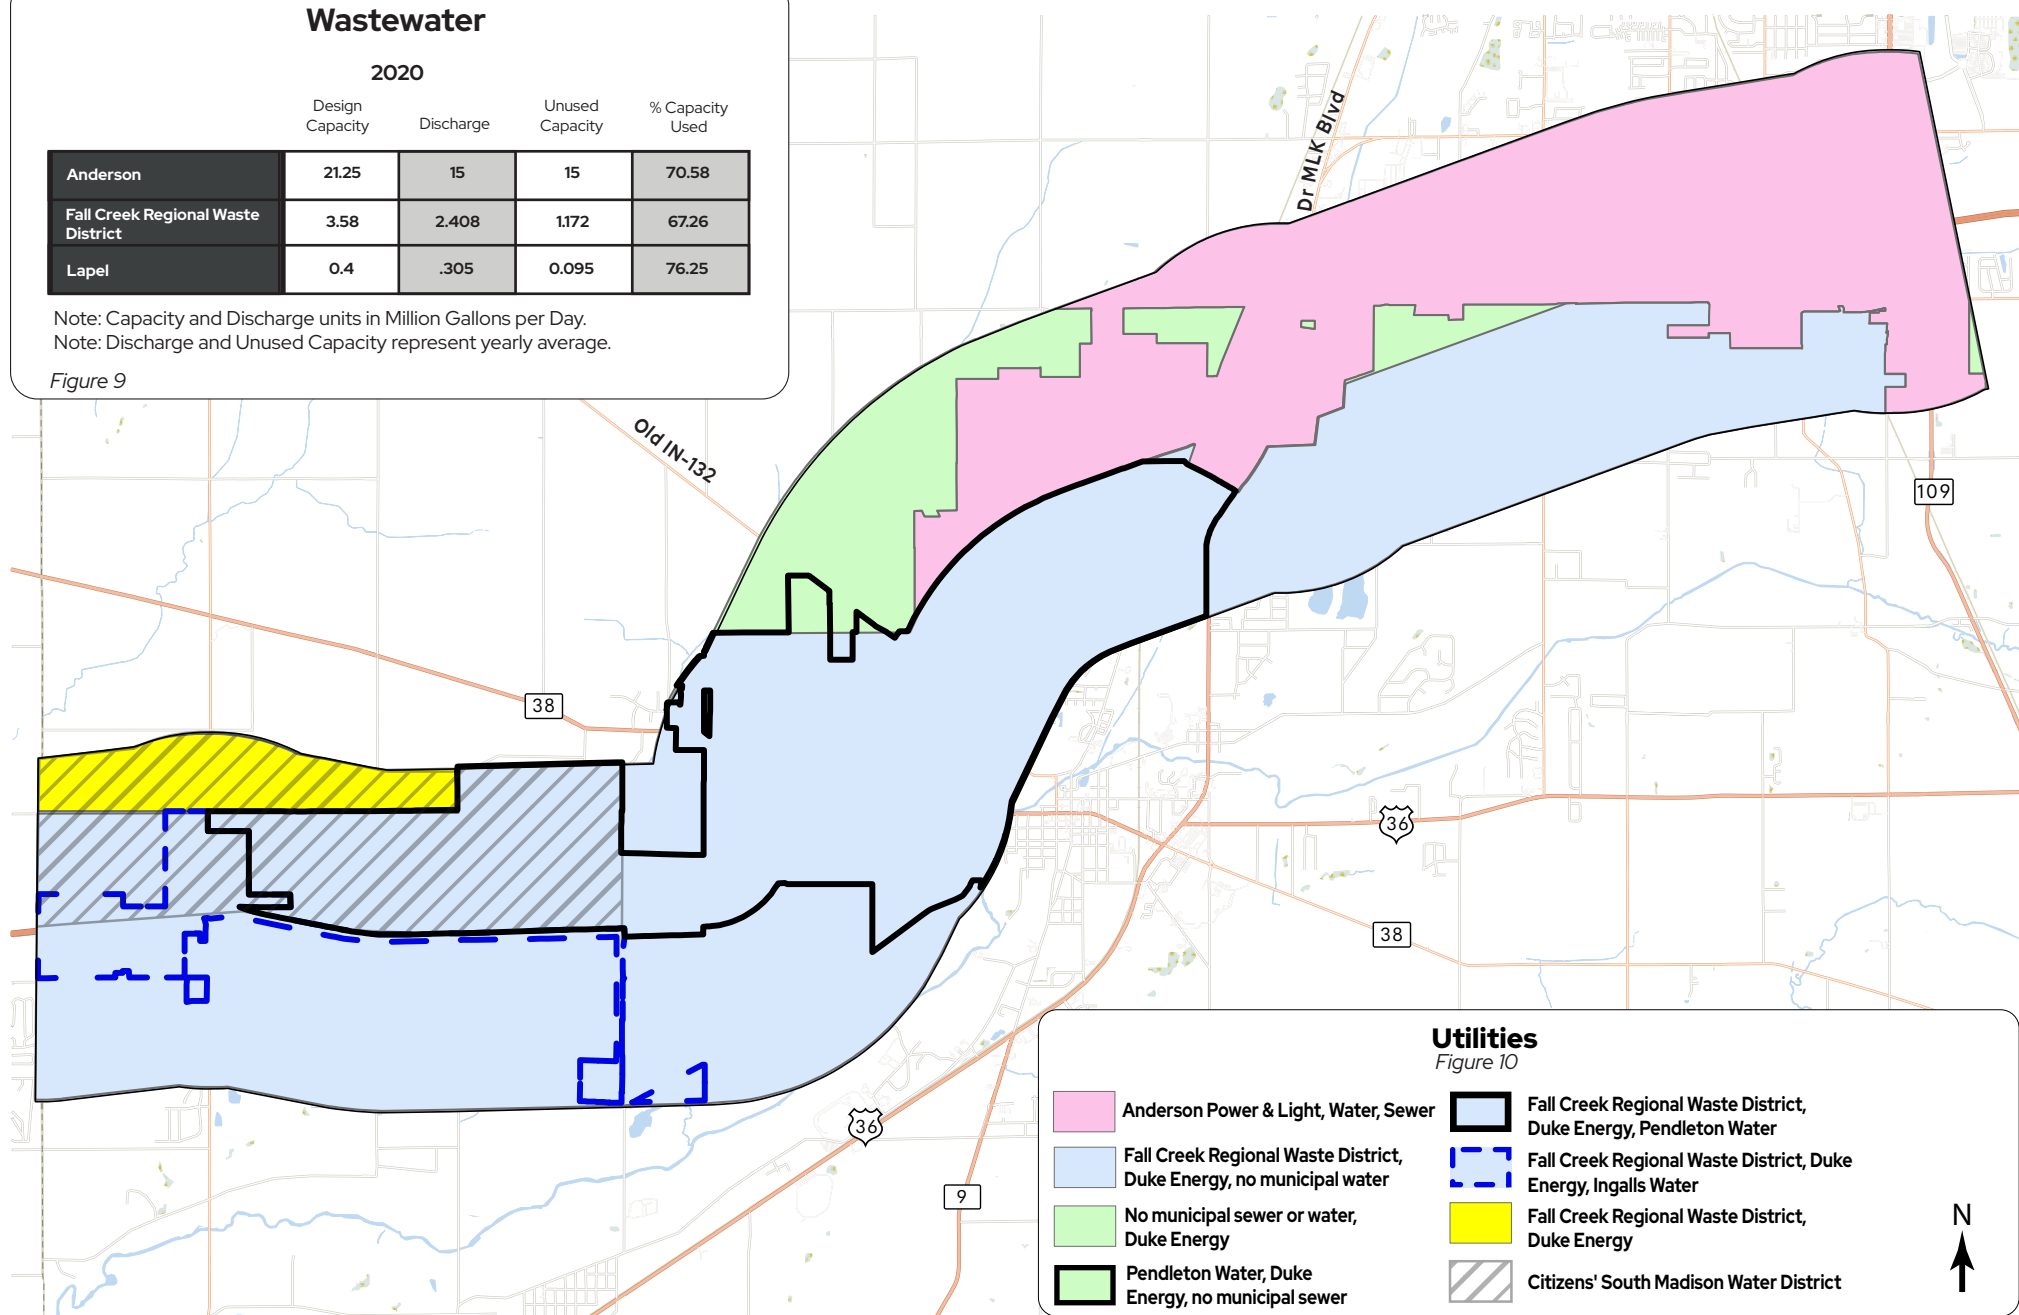 Wastewater
2020
Design Capacity
Discharge
Unused Capacity
% Capacity Used
Anderson 21.25 15 15 70.58
Fall Creek Regional Waste District 3.58 2.408 1.172 67.26
Lapel 0.4 .305 0.095 76.25
Note: Capacity and Discharge units in Million Gallons per Day.
Note: Discharge and Unused Capacity represent yearly average.
Figure 9
Dr MLK Blvd
Old IN-132
109
38
36
38
36
9
Utilities
Figure 10
Anderson Power & Light, Water, Sewer
Fall Creek Regional Waste District,
Duke Energy, no municipal water
No municipal sewer or water,
Duke Energy
Pendleton Water, Duke
Energy, no municipal sewer
Fall Creek Regional Waste District,
Duke Energy, Pendleton Water
Fall Creek Regional Waste District, Duke
Energy, Ingalls Water
Fall Creek Regional Waste District,
Duke Energy
Citizens' South Madison Water District
N